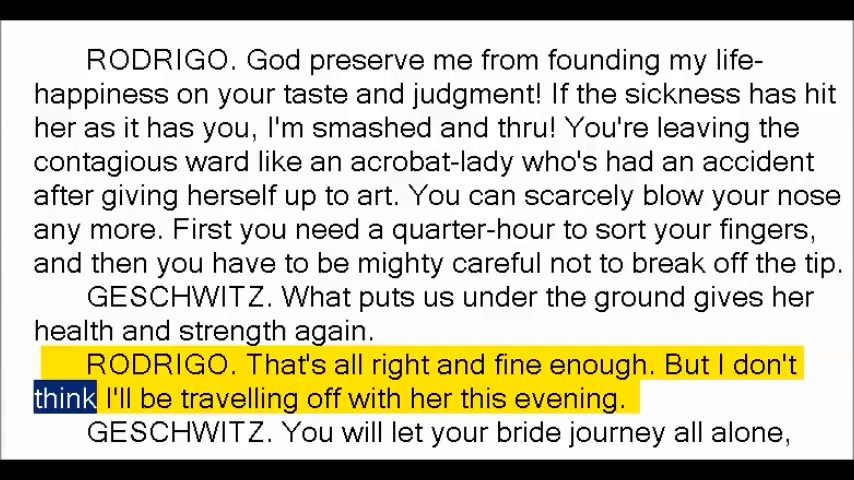 RODRIGO. God preserve me from founding my life-
happiness on your taste and judgment! If the sickness has hit
her as it has you, I'm smashed and thru! You're leaving the
contagious ward like an acrobat-lady who's had an accident
after giving herself up to art. You can scarcely blow your nose
any more. First you need a quarter-hour to sort your fingers,
and then you have to be mighty careful not to break off the tip.
GESCHWITZ. What puts us under the ground gives her
health and strength again.
RODRIGO. That's all right and fine enough. But I don't
think I'll be travelling off with her this evening.
GESCHWITZ. You will let your bride journey all alone,